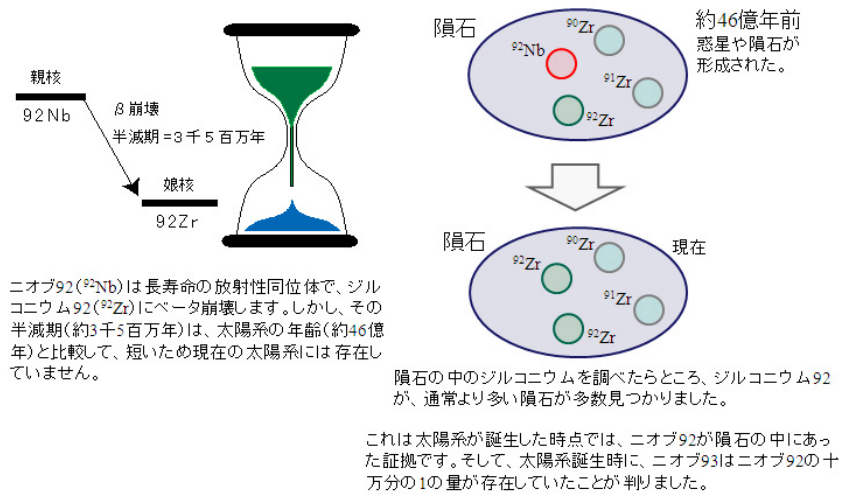 親核
92Nb
β崩壊
半減期=3千5百万年
娘核
92Zr
ニオブ92(⁹²Nb)は長寿命の放射性同位体で、ジル
コニウム92(⁹²Zr)にベータ崩壊します。しかし、その
半減期(約3千5百万年)は、太陽系の年齢(約46億
年)と比較して、短いため現在の太陽系には存在し
ていません。
隕石
⁹⁰Zr
⁹²Nb
⁹¹Zr
⁹²Zr
約46億年前
惑星や隕石が
形成された。
隕石
現在
⁹⁰Zr
⁹²Zr
⁹¹Zr
⁹²Zr
隕石の中のジルコニウムを調べたらところ、ジルコニウム92
が、通常より多い隕石が多数見つかりました。
これは太陽系が誕生した時点では、ニオブ92が隕石の中にあっ
た証拠です。そして、太陽系誕生時に、ニオブ93はニオブ92の十
万分の1の量が存在していたことが判りました。